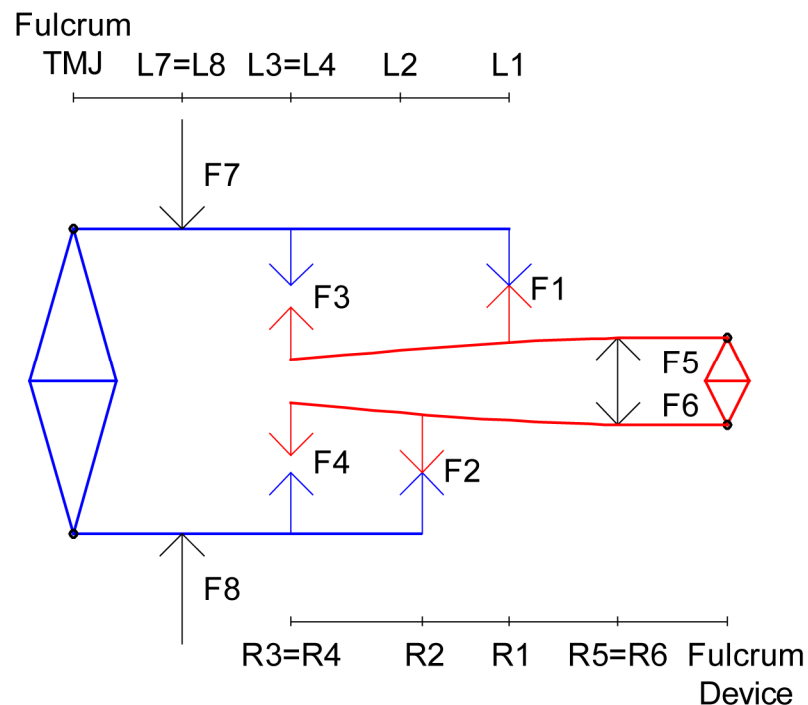 Fulcrum
TMJ L7=L8 L3=L4 L2 L1
F7
F3 F1
F5
F6
F4 F2
F8
R3=R4 R2 R1 R5=R6 Fulcrum
Device